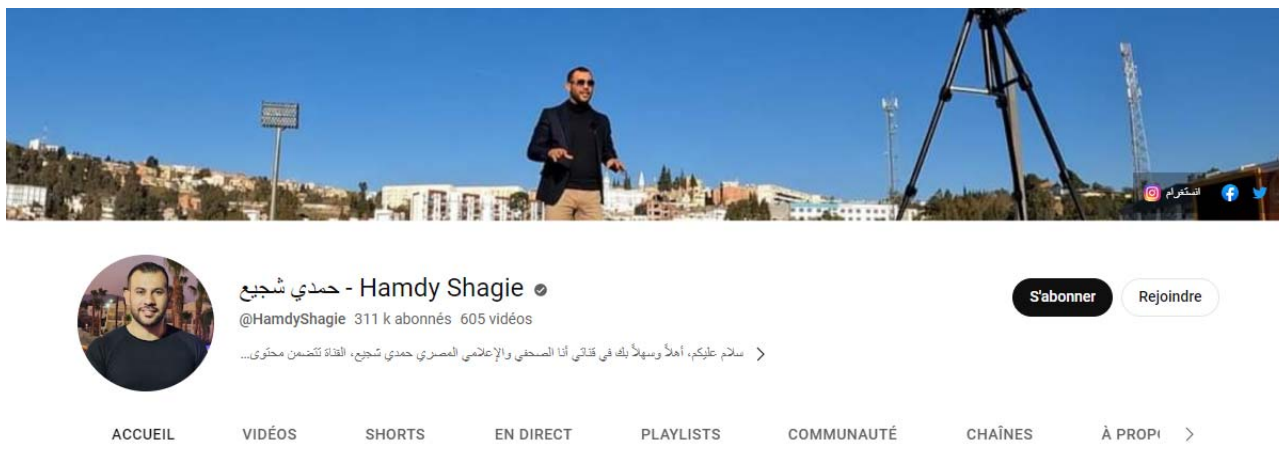 انستغرام
حمدي شجيع - Hamdy Shagie
@HamdyShagie 311 k abonnés 605 vidéos
سلام عليكم، أهلاً وسهلاً بك في قناتي أنا الصحفي والإعلامي المصري حمدي شجيع، القناة تتضمن محتوى...
S'abonner
Rejoindre
ACCUEIL VIDÉOS SHORTS EN DIRECT PLAYLISTS COMMUNAUTÉ CHAÎNES À PROP